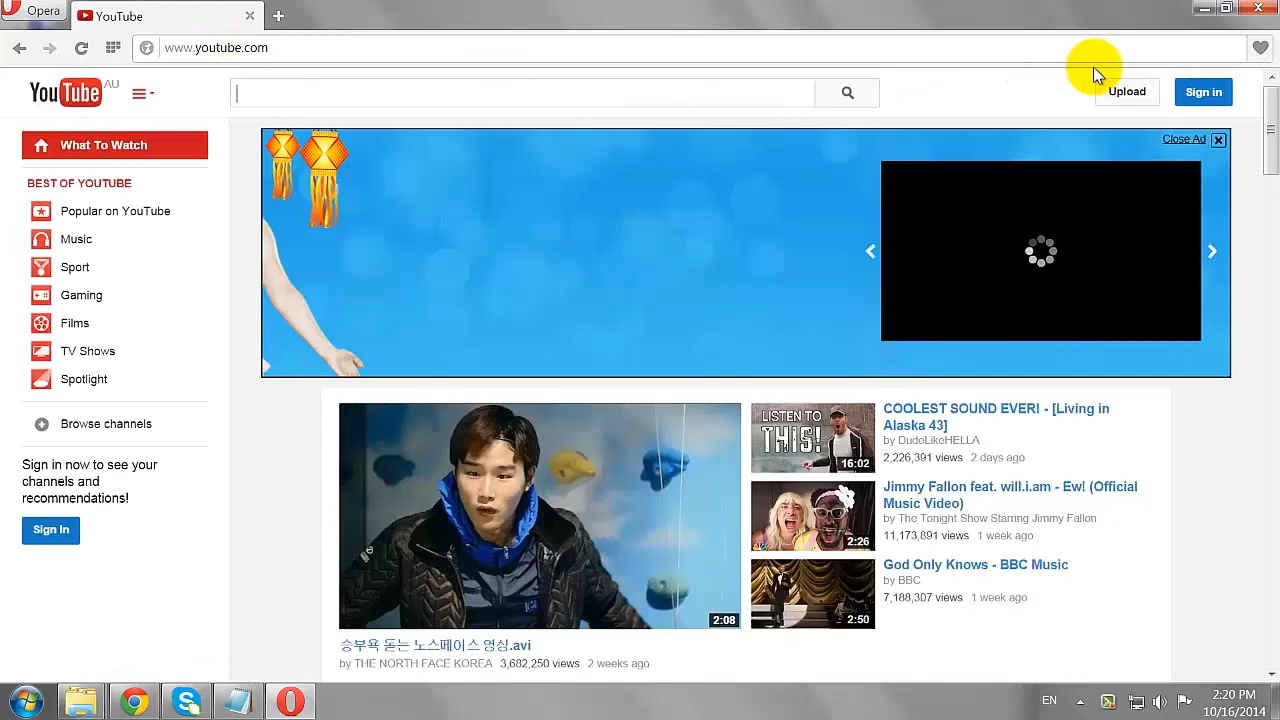 Opera
YouTube
www.youtube.com
YouTube AU
Upload
Sign in
What To Watch
BEST OF YOUTUBE
Popular on YouTube
Music
Sport
Gaming
Films
TV Shows
Spotlight
Browse channels
Sign in now to see your
channels and
recommendations!
Sign In
Close Ad
2:08
승부욕 돋는 노스페이스 영상.avi
by THE NORTH FACE KOREA 3,682,250 views 2 weeks ago
LISTEN TO
THIS!
16:02
COOLEST SOUND EVER! - [Living in
Alaska 43]
by DudeLikeHELLA
2,226,391 views 2 days ago
2:26
Jimmy Fallon feat. will.i.am - Ew! (Official
Music Video)
by The Tonight Show Starring Jimmy Fallon
11,173,891 views 1 week ago
2:50
God Only Knows - BBC Music
by BBC
7,188,307 views 1 week ago
EN
2:20 PM
10/16/2014